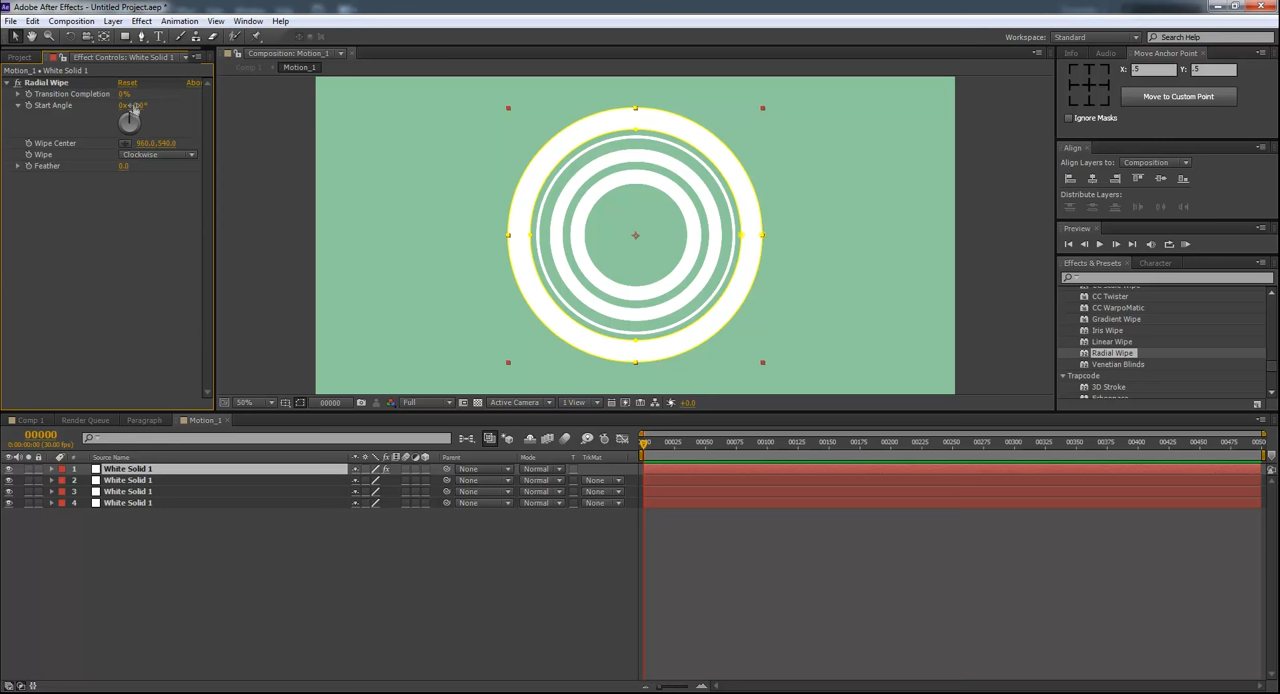 Adobe After Effects - Untitled Project.aep *
File Edit Composition Layer Effect Animation View Window Help
Workspace: Standard Search Help
Project Effect Controls: White Solid 1
Motion_1 • White Solid 1
fx Radial Wipe Reset Abo
Transition Completion 0%
Start Angle
Wipe Center 960.0,540.0
Wipe Clockwise
Feather 0.0
Composition: Motion_1
Comp 1 Motion_1
50% 00000 Full Active Camera 1 View +0.0
Info Audio Move Anchor Point
X: .5 Y: .5
Move to Custom Point
Ignore Masks
Align
Align Layers to: Composition
Distribute Layers:
Preview
Effects & Presets Character
CC Twister
CC WarpoMatic
Gradient Wipe
Iris Wipe
Linear Wipe
Radial Wipe
Venetian Blinds
Trapcode
3D Stroke
Comp 1 Render Queue Paragraph Motion_1
00000
0:00:00:00 (30.00 fps)
00025 00050 00075 00100 00125 00150 00175 00200 00225 00250 00275 00300 00325 00350 00375 00400 00425 00450 00475
# Source Name Parent Mode T TrkMat
1 White Solid 1 fx None Normal
2 White Solid 1 None Normal None
3 White Solid 1 None Normal None
4 White Solid 1 None Normal None